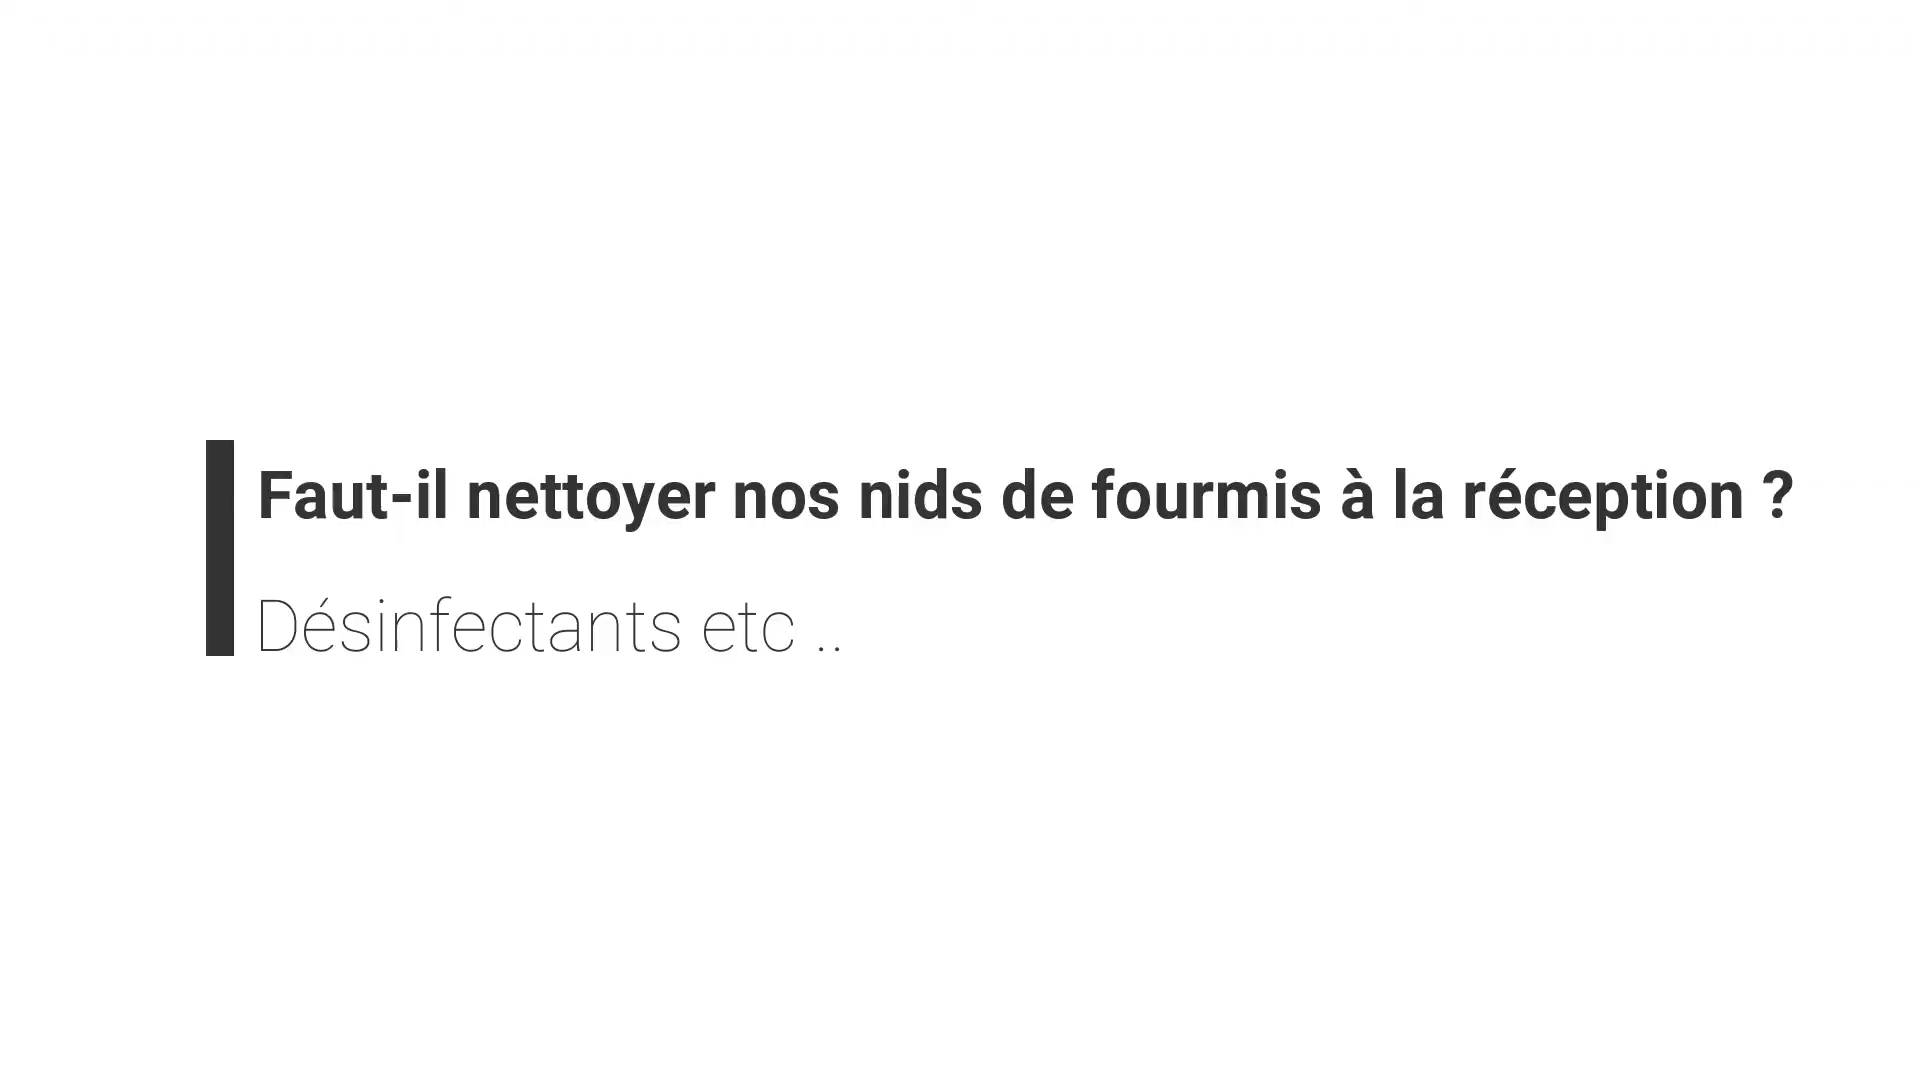 Faut-il nettoyer nos nids de fourmis à la réception ?
Désinfectants etc ..